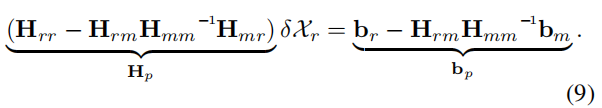 (H_rr − H_rm H_mm⁻¹ H_mr) δ𝒳_r = b_r − H_rm H_mm⁻¹ b_m .
H_p b_p
(9)